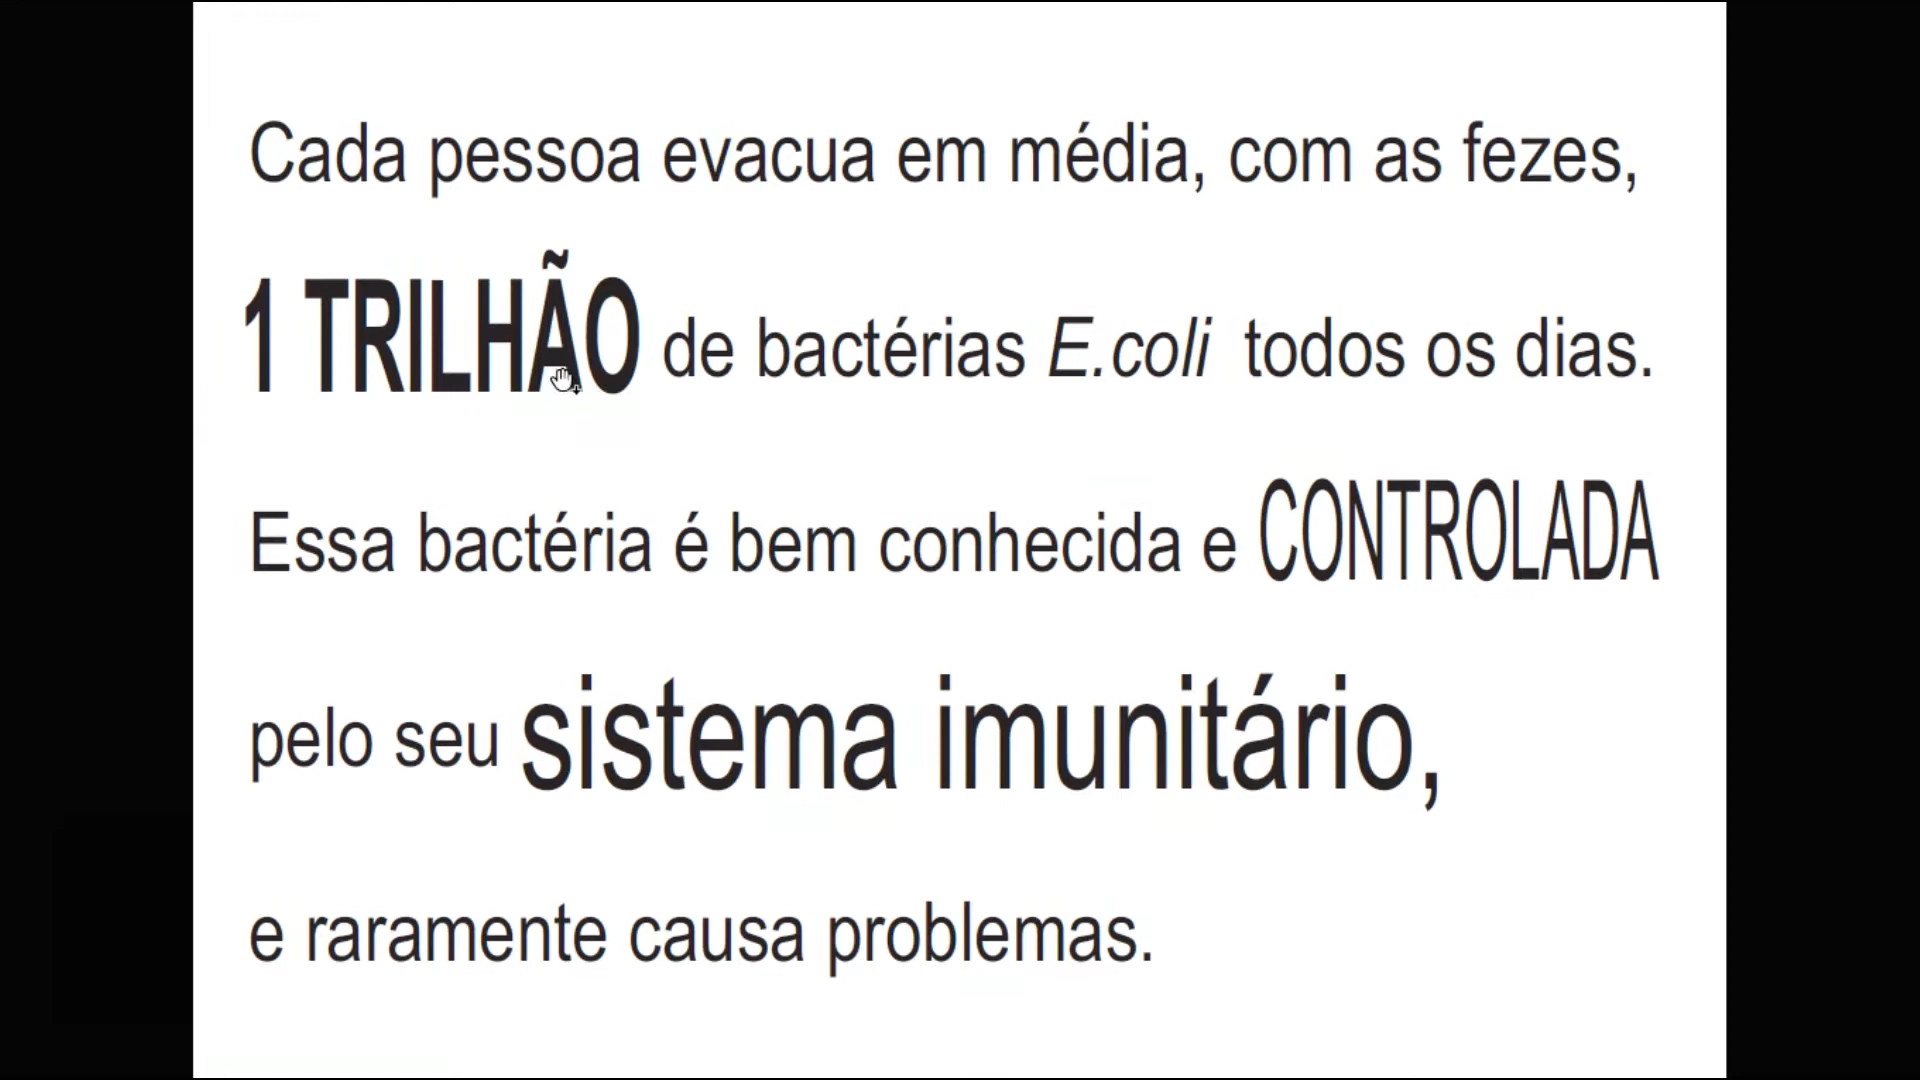 Cada pessoa evacua em média, com as fezes,
1 TRILHÃO de bactérias E.coli todos os dias.
Essa bactéria é bem conhecida e CONTROLADA
pelo seu sistema imunitário,
e raramente causa problemas.